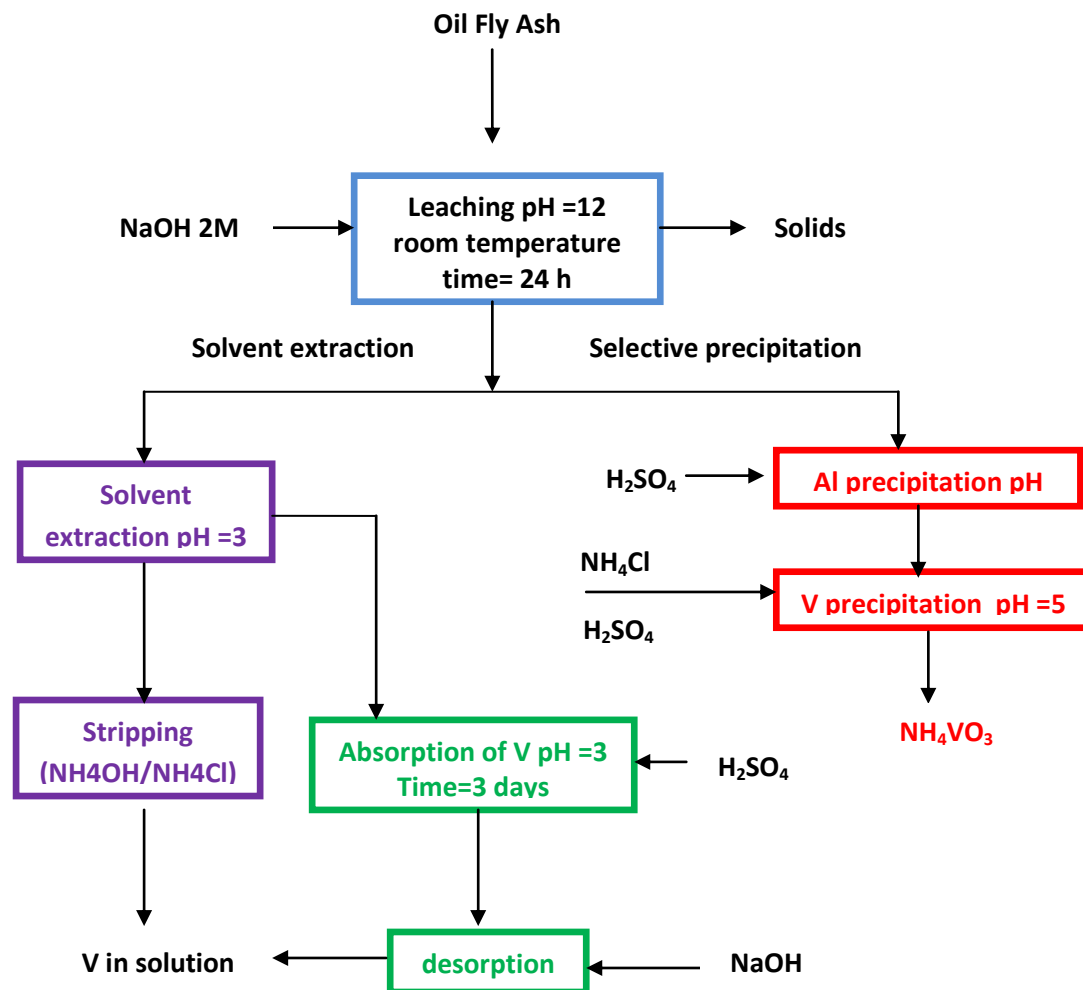 Oil Fly Ash
NaOH 2M
Leaching pH =12
room temperature
time= 24 h
Solids
Solvent extraction
Selective precipitation
Solvent
extraction pH =3
H₂SO₄
Al precipitation pH
NH₄Cl
H₂SO₄
V precipitation pH =5
Stripping
(NH4OH/NH4Cl)
Absorption of V pH =3
Time=3 days
H₂SO₄
NH₄VO₃
V in solution
desorption
NaOH